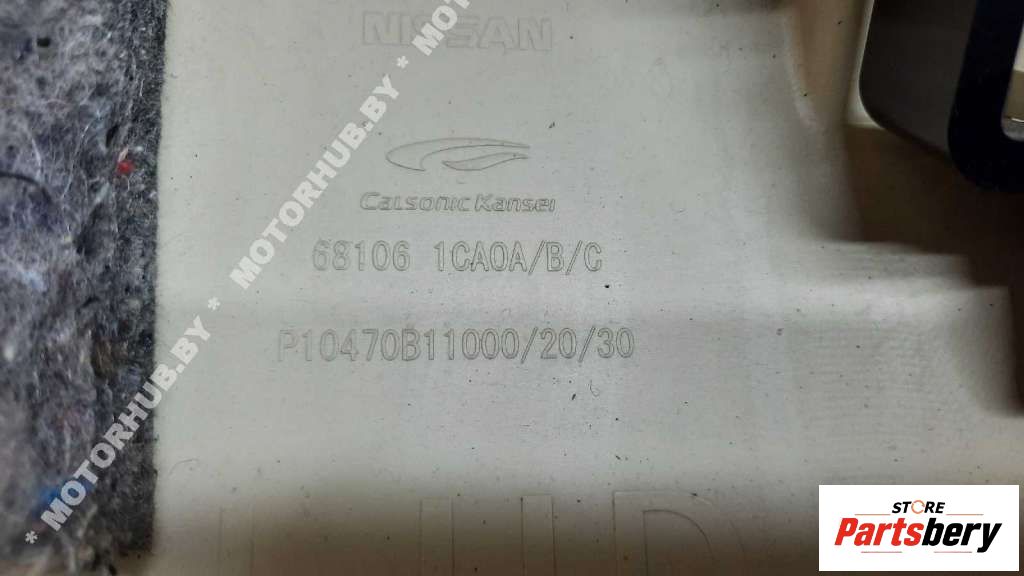 NISSAN
Calsonic Kansei
68106 1CA0A/B/C
P10470B11000/20/30
* MOTORHUB.BY * MOTORHUB.BY * MOTORHUB.BY *
STORE
Partsbery